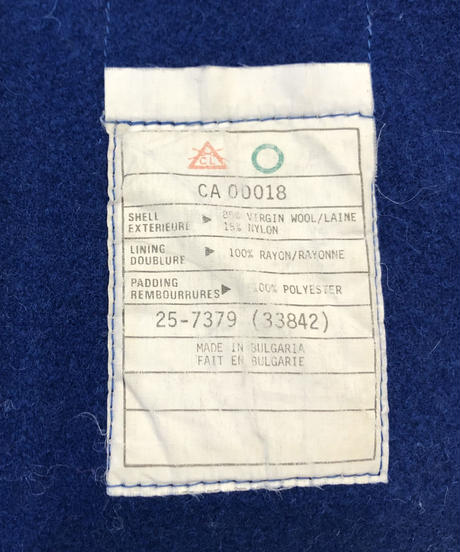 CL
CA 00018
SHELL EXTERIEURE ▶ 85% VIRGIN WOOL/LAINE
15% NYLON
LINING DOUBLURE ▶ 100% RAYON/RAYONNE
PADDING REMBOURRURES ▶ 100% POLYESTER
25-7379 (33842)
MADE IN BULGARIA
FAIT EN BULGARIE